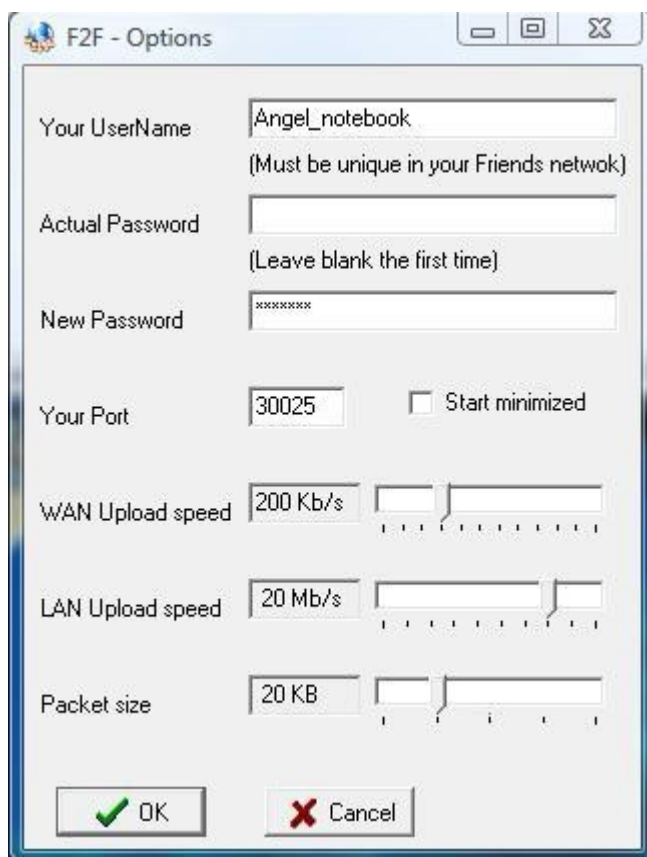 F2F - Options
Your UserName
Angel_notebook
(Must be unique in your Friends netwok)
Actual Password
(Leave blank the first time)
New Password
*******
Your Port
30025
Start minimized
WAN Upload speed
200 Kb/s
LAN Upload speed
20 Mb/s
Packet size
20 KB
OK
Cancel